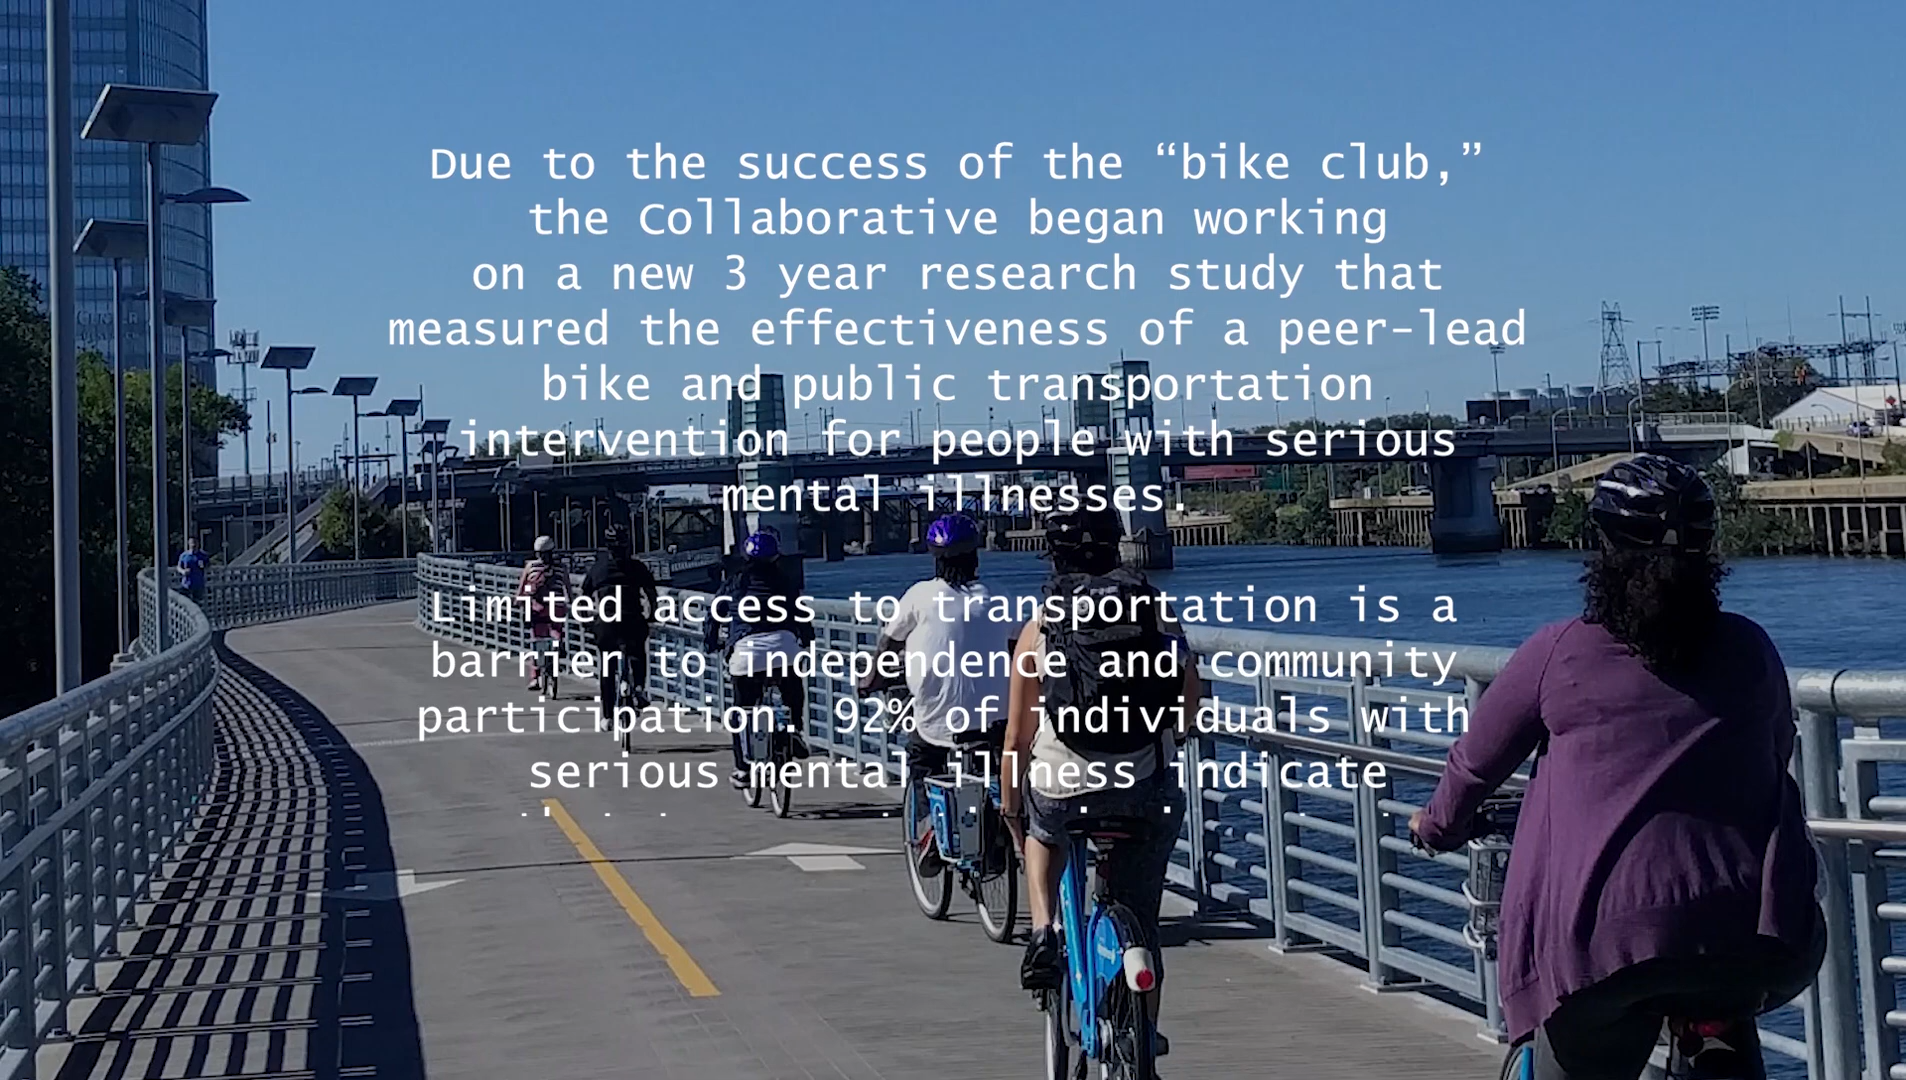 Due to the success of the “bike club,”
the Collaborative began working
on a new 3 year research study that
measured the effectiveness of a peer-lead
bike and public transportation
intervention for people with serious
mental illnesses.
Limited access to transportation is a
barrier to independence and community
participation. 92% of individuals with
serious mental illness indicate